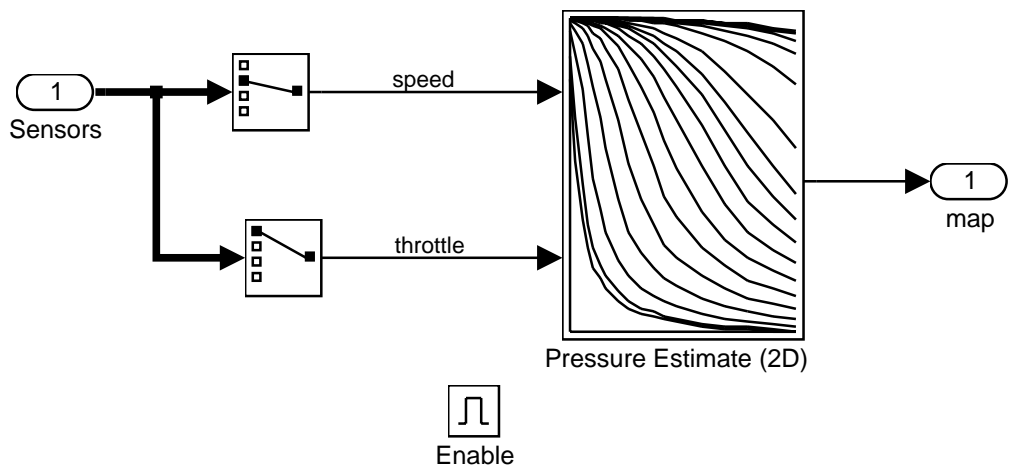 1
Sensors
speed
throttle
Pressure Estimate (2D)
1
map
Enable